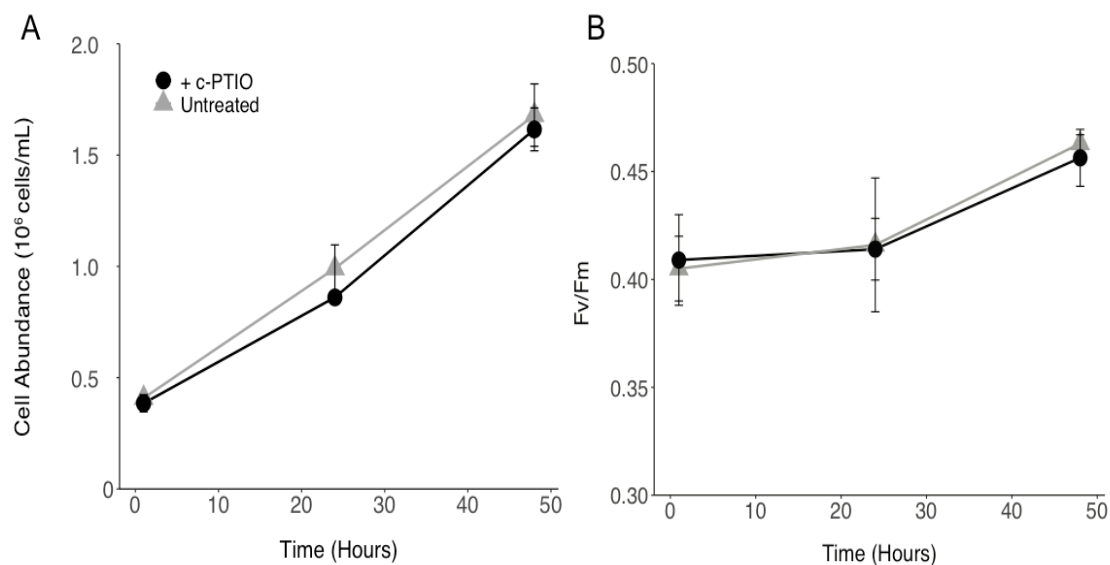 A
Cell Abundance (10⁶ cells/mL)
2.0
1.5
1.0
0.5
0
+ c-PTIO
Untreated
0 10 20 30 40 50
Time (Hours)
B
Fv/Fm
0.50
0.45
0.40
0.35
0.30
0 10 20 30 40 50
Time (Hours)